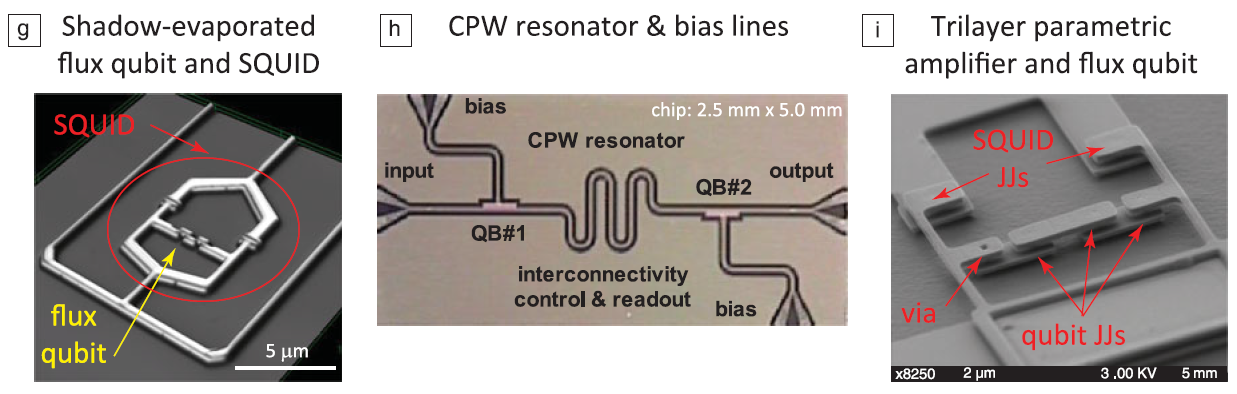 g
Shadow-evaporated
flux qubit and SQUID
SQUID
flux
qubit
5 µm
h
CPW resonator & bias lines
bias
chip: 2.5 mm x 5.0 mm
CPW resonator
input
QB#2
output
QB#1
interconnectivity
control & readout
bias
i
Trilayer parametric
amplifier and flux qubit
SQUID
JJs
via
qubit JJs
x8250 2 µm 3.00 KV 5 mm